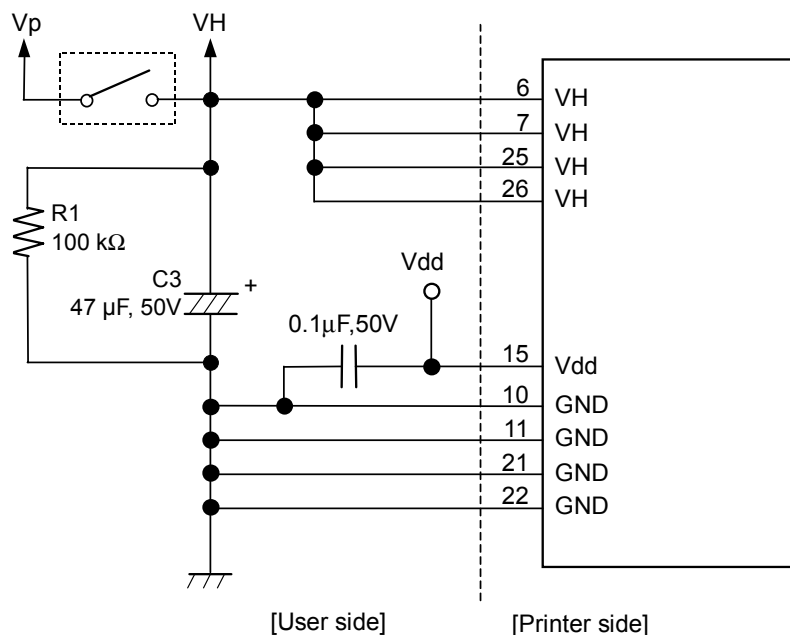 Vp VH
6 VH
7 VH
25 VH
26 VH
R1
100 kΩ
C3 +
47 µF, 50V
Vdd
0.1µF,50V
15 Vdd
10 GND
11 GND
21 GND
22 GND
[User side] [Printer side]